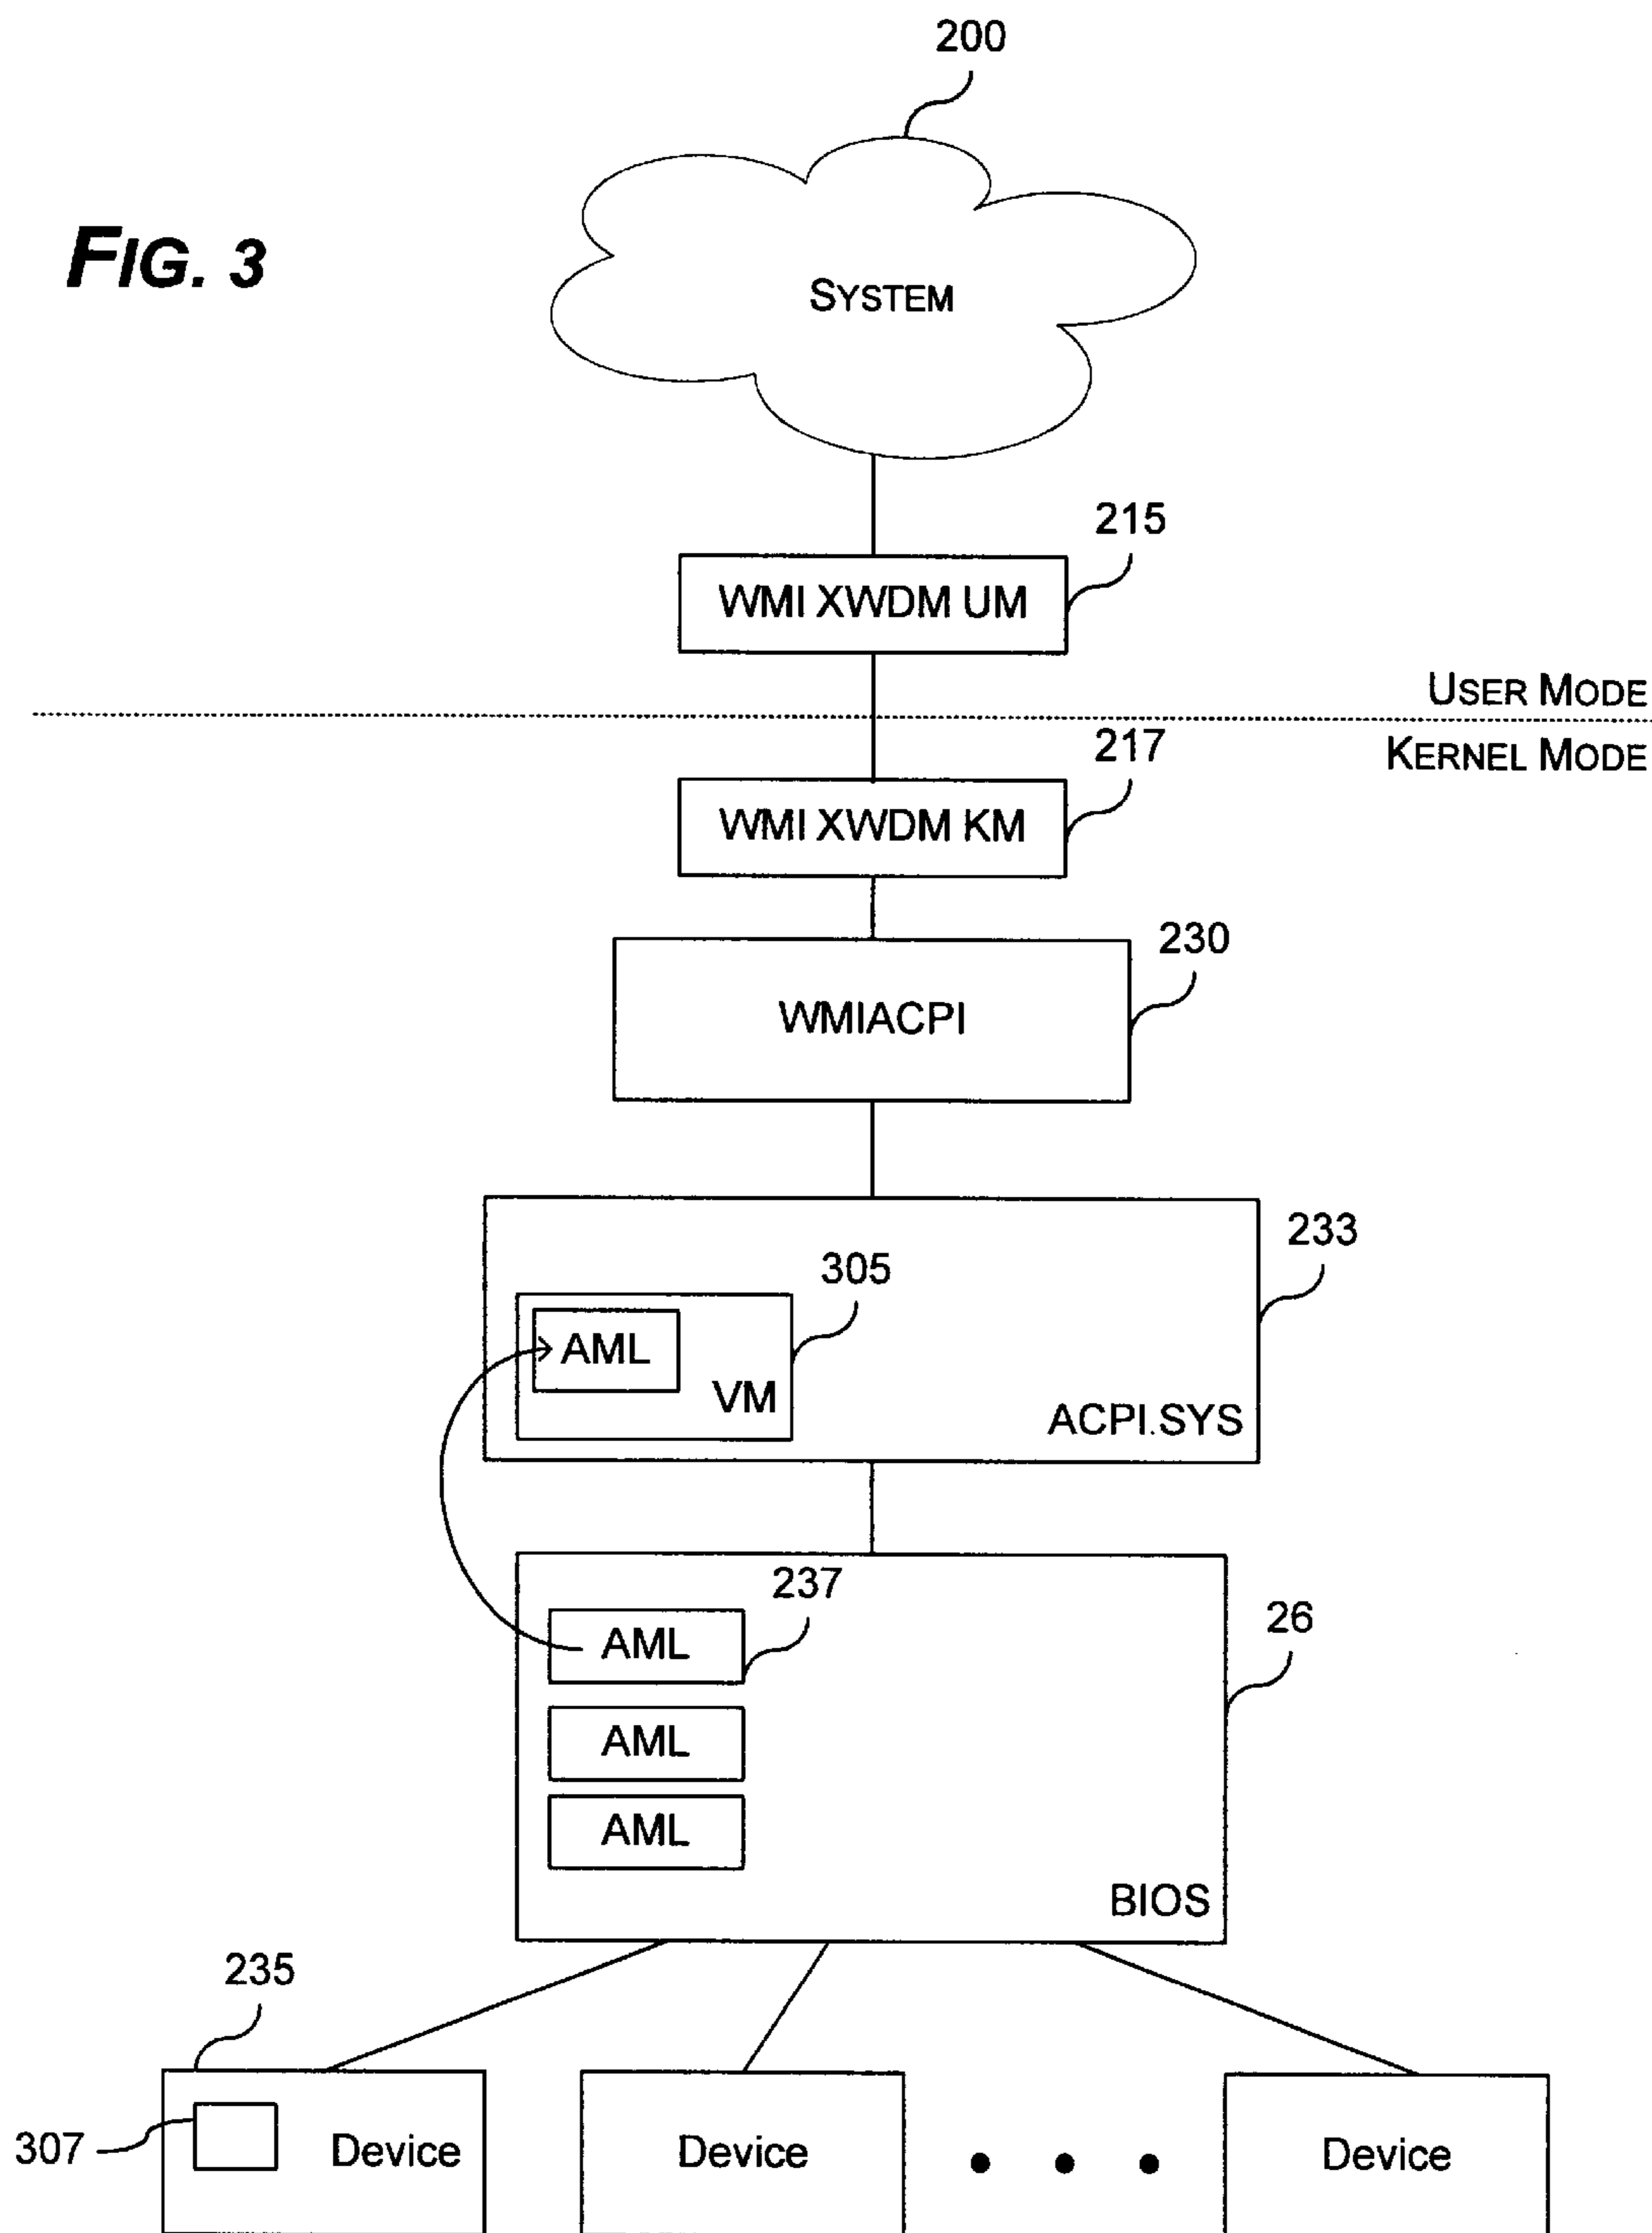 200
FIG. 3
SYSTEM
215
WMI XWDM UM
USER MODE
217
KERNEL MODE
WMI XWDM KM
230
WMIACPI
233
305
AML
VM
ACPI.SYS
237
AML
26
AML
AML
BIOS
235
307
Device
Device
Device